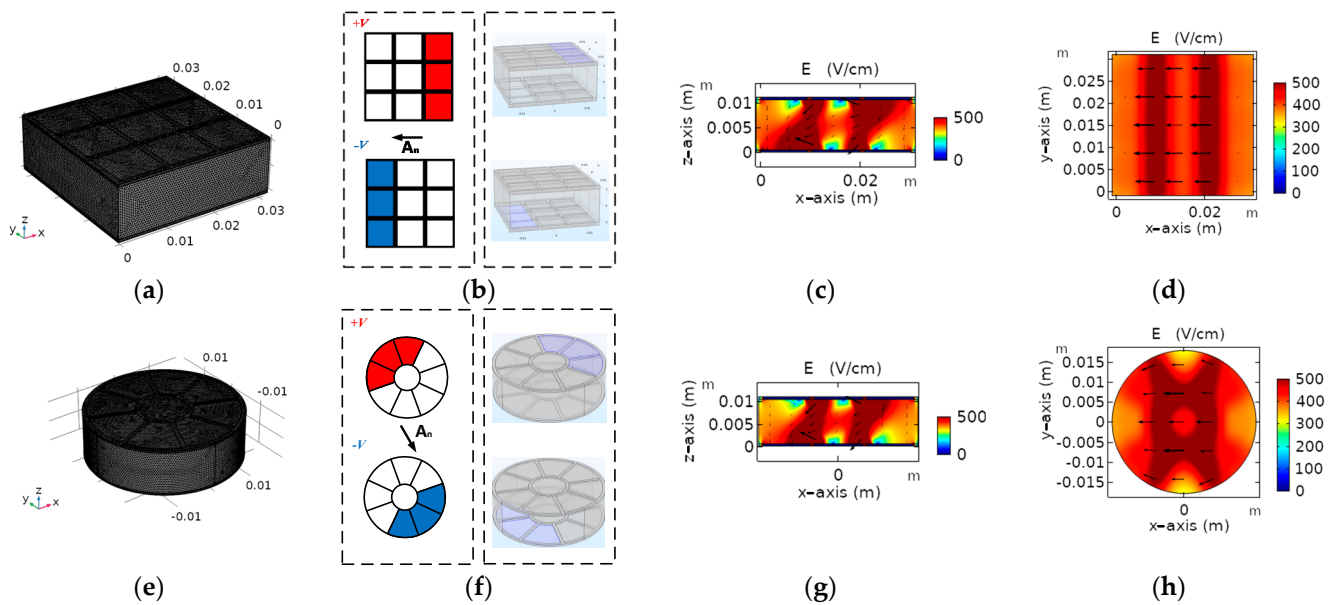 0.03
0.02
0.01
0
0.03
0.02
0.01
0
z
y
x
(a)
+V
An
-V
(b)
E (V/cm)
m
z-axis (m)
0.01
0.005
0
0
0.02
m
x-axis (m)
500
0
(c)
m
E (V/cm)
y-axis (m)
0.025
0.02
0.015
0.01
0.005
0
0
0.02
m
x-axis (m)
500
400
300
200
100
0
(d)
0.01
-0.01
0.01
-0.01
z
y
x
(e)
+V
An
-V
(f)
E (V/cm)
m
z-axis (m)
0.01
0.005
0
0
m
x-axis (m)
500
0
(g)
m
E (V/cm)
y-axis (m)
0.015
0.01
0.005
0
-0.005
-0.01
-0.015
0
m
x-axis (m)
500
400
300
200
100
0
(h)